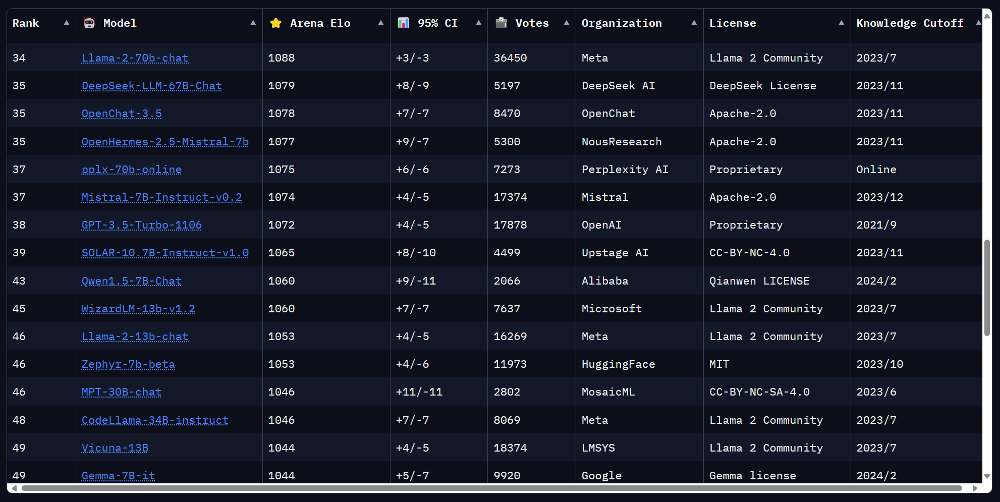 Rank Model Arena Elo 95% CI Votes Organization License Knowledge Cutoff
34 Llama-2-70b-chat 1088 +3/-3 36450 Meta Llama 2 Community 2023/7
35 DeepSeek-LLM-67B-Chat 1079 +8/-9 5197 DeepSeek AI DeepSeek License 2023/11
35 OpenChat-3.5 1078 +7/-7 8470 OpenChat Apache-2.0 2023/11
35 OpenHermes-2.5-Mistral-7b 1077 +9/-7 5300 NousResearch Apache-2.0 2023/11
37 pplx-70b-online 1075 +6/-6 7273 Perplexity AI Proprietary Online
37 Mistral-7B-Instruct-v0.2 1074 +4/-5 17374 Mistral Apache-2.0 2023/12
38 GPT-3.5-Turbo-1106 1072 +4/-5 17878 OpenAI Proprietary 2021/9
39 SOLAR-10.7B-Instruct-v1.0 1065 +8/-10 4499 Upstage AI CC-BY-NC-4.0 2023/11
43 Qwen1.5-7B-Chat 1060 +9/-11 2066 Alibaba Qianwen LICENSE 2024/2
45 WizardLM-13b-v1.2 1060 +7/-7 7637 Microsoft Llama 2 Community 2023/7
46 Llama-2-13b-chat 1053 +4/-5 16269 Meta Llama 2 Community 2023/7
46 Zephyr-7b-beta 1053 +4/-6 11973 HuggingFace MIT 2023/10
46 MPT-30B-chat 1046 +11/-11 2802 MosaicML CC-BY-NC-SA-4.0 2023/6
48 CodeLlama-34B-instruct 1046 +7/-7 8069 Meta Llama 2 Community 2023/7
49 Vicuna-13B 1044 +4/-5 18374 LMSYS Llama 2 Community 2023/7
49 Gemma-7B-it 1044 +5/-7 9920 Google Gemma license 2024/2